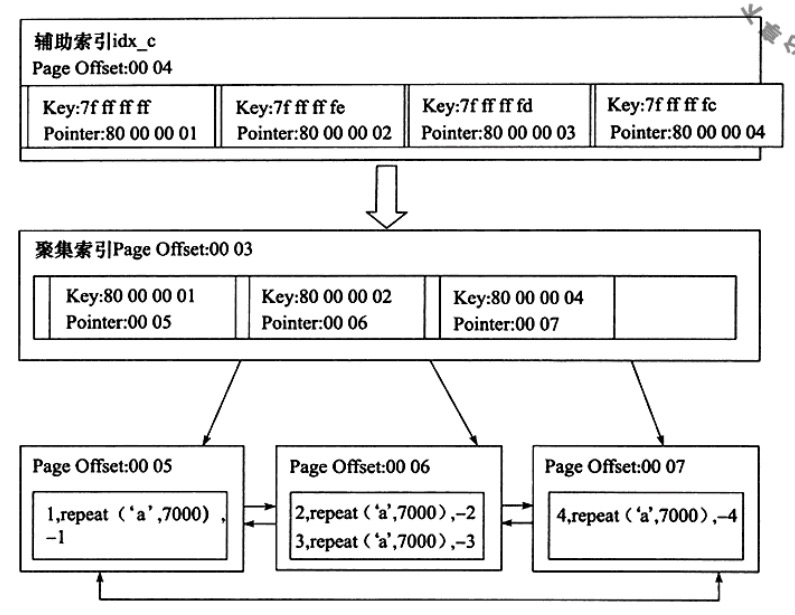 辅助索引idx_c
Page Offset:00 04
Key:7f ff ff ff
Pointer:80 00 00 01
Key:7f ff ff fe
Pointer:80 00 00 02
Key:7f ff ff fd
Pointer:80 00 00 03
Key:7f ff ff fc
Pointer:80 00 00 04
聚集索引Page Offset:00 03
Key:80 00 00 01
Pointer:00 05
Key:80 00 00 02
Pointer:00 06
Key:80 00 00 04
Pointer:00 07
Page Offset:00 05
1,repeat（‘a’,7000）,
−1
Page Offset:00 06
2,repeat（‘a’,7000）,−2
3,repeat（‘a’,7000）,−3
Page Offset:00 07
4,repeat（‘a’,7000）,−4